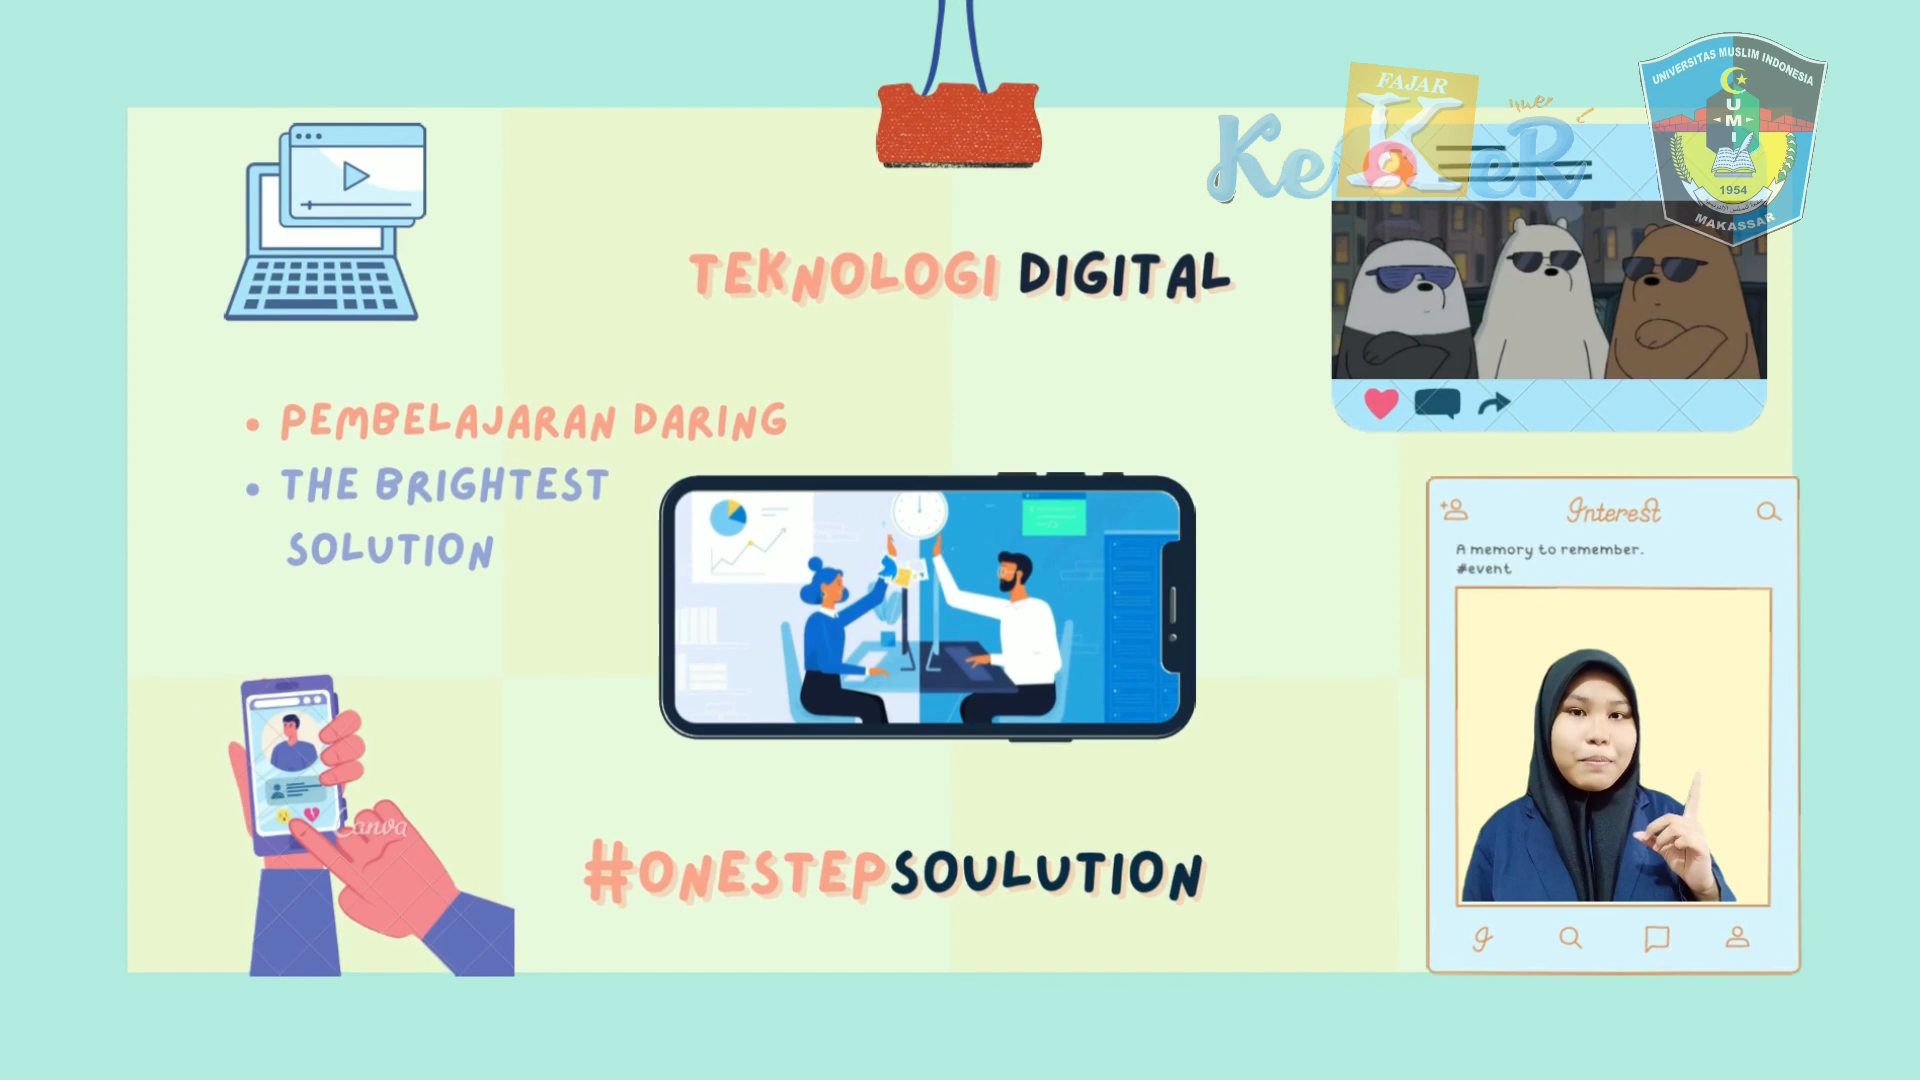 FAJAR
KeKeR
UNIVERSITAS MUSLIM INDONESIA
UMI
1954
MAKASSAR
TEKNOLOGI DIGITAL
• PEMBELAJARAN DARING
• THE BRIGHTEST
SOLUTION
Interest
A memory to remember.
#event
Canva
#ONESTEPSOULUTION